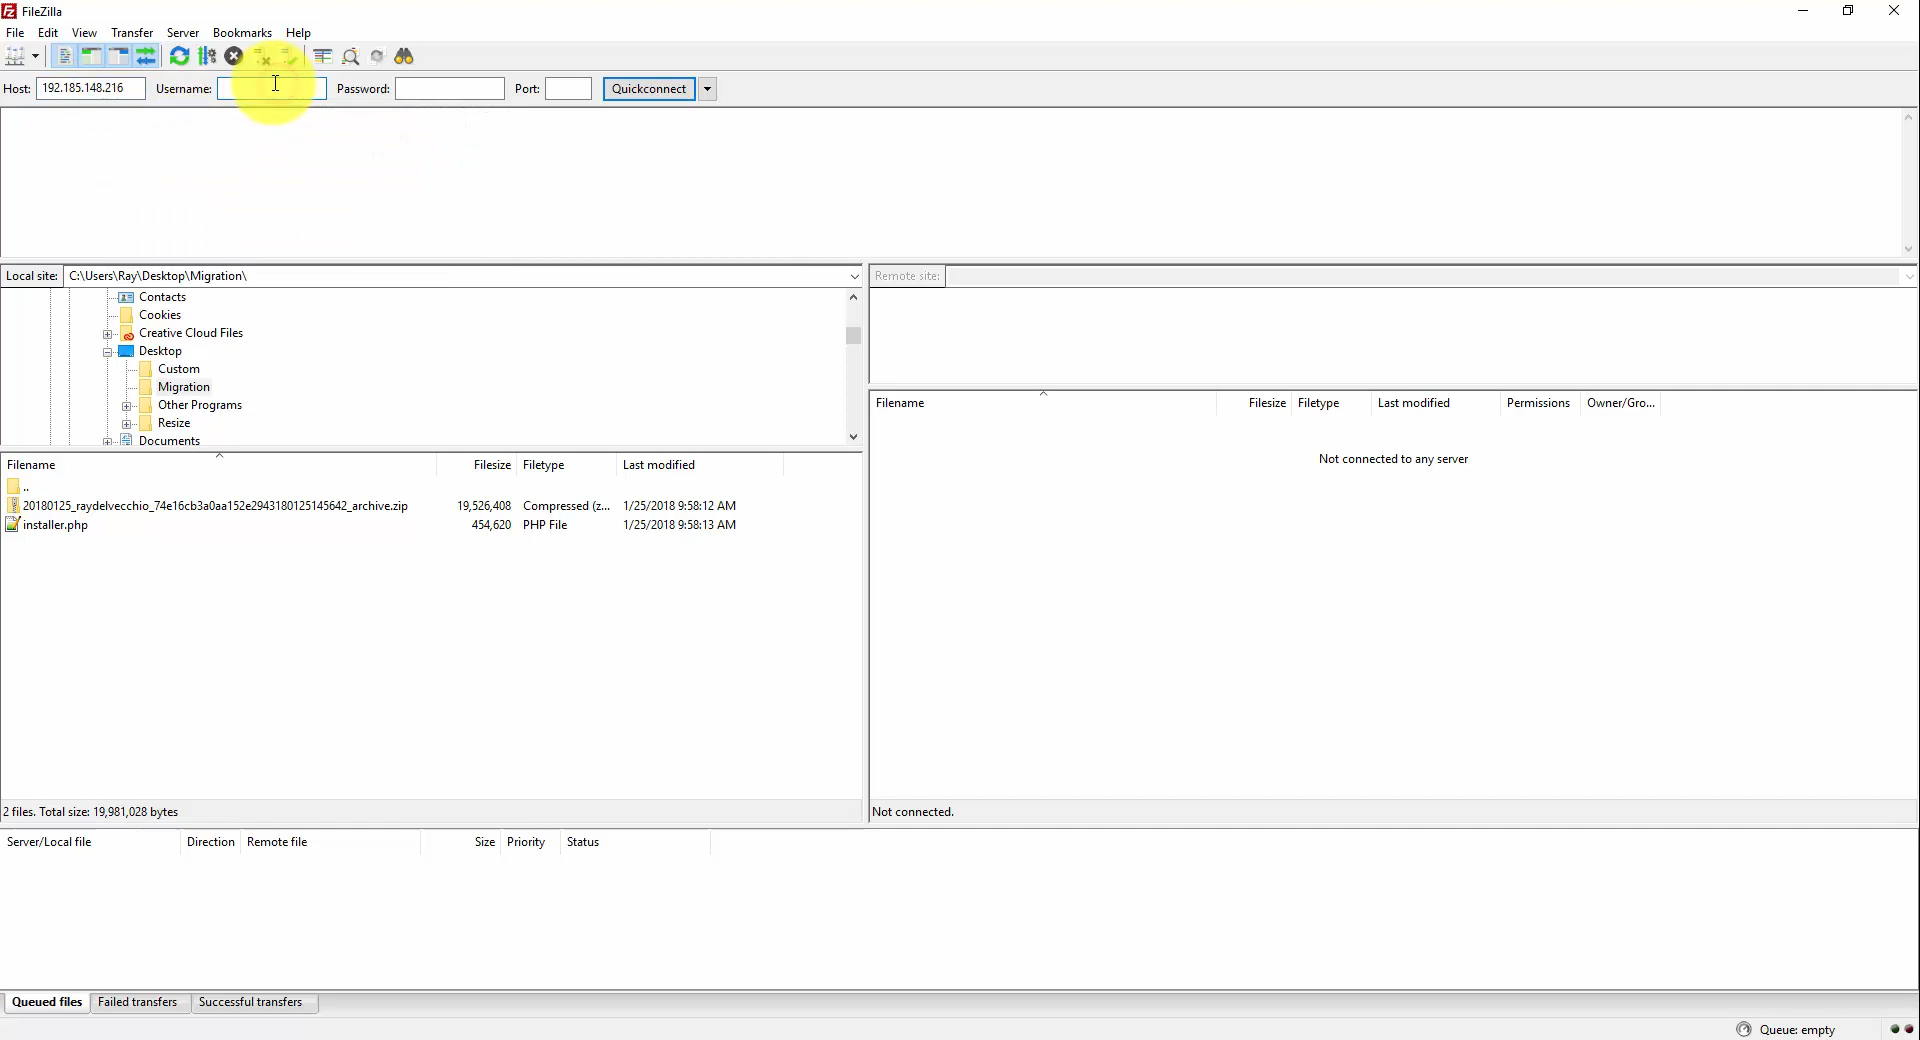 FileZilla
File Edit View Transfer Server Bookmarks Help
Host: 192.185.148.216 Username: Password: Port: Quickconnect
Local site: C:\Users\Ray\Desktop\Migration\
Remote site:
Contacts
Cookies
Creative Cloud Files
Desktop
Custom
Migration
Other Programs
Resize
Documents
Filename Filesize Filetype Last modified Permissions Owner/Gro...
Not connected to any server
Filename Filesize Filetype Last modified
..
20180125_raydelvecchio_74e16cb3a0aa152e2943180125145642_archive.zip 19,526,408 Compressed (z... 1/25/2018 9:58:12 AM
installer.php 454,620 PHP File 1/25/2018 9:58:13 AM
2 files. Total size: 19,981,028 bytes
Not connected.
Server/Local file Direction Remote file Size Priority Status
Queued files Failed transfers Successful transfers
Queue: empty